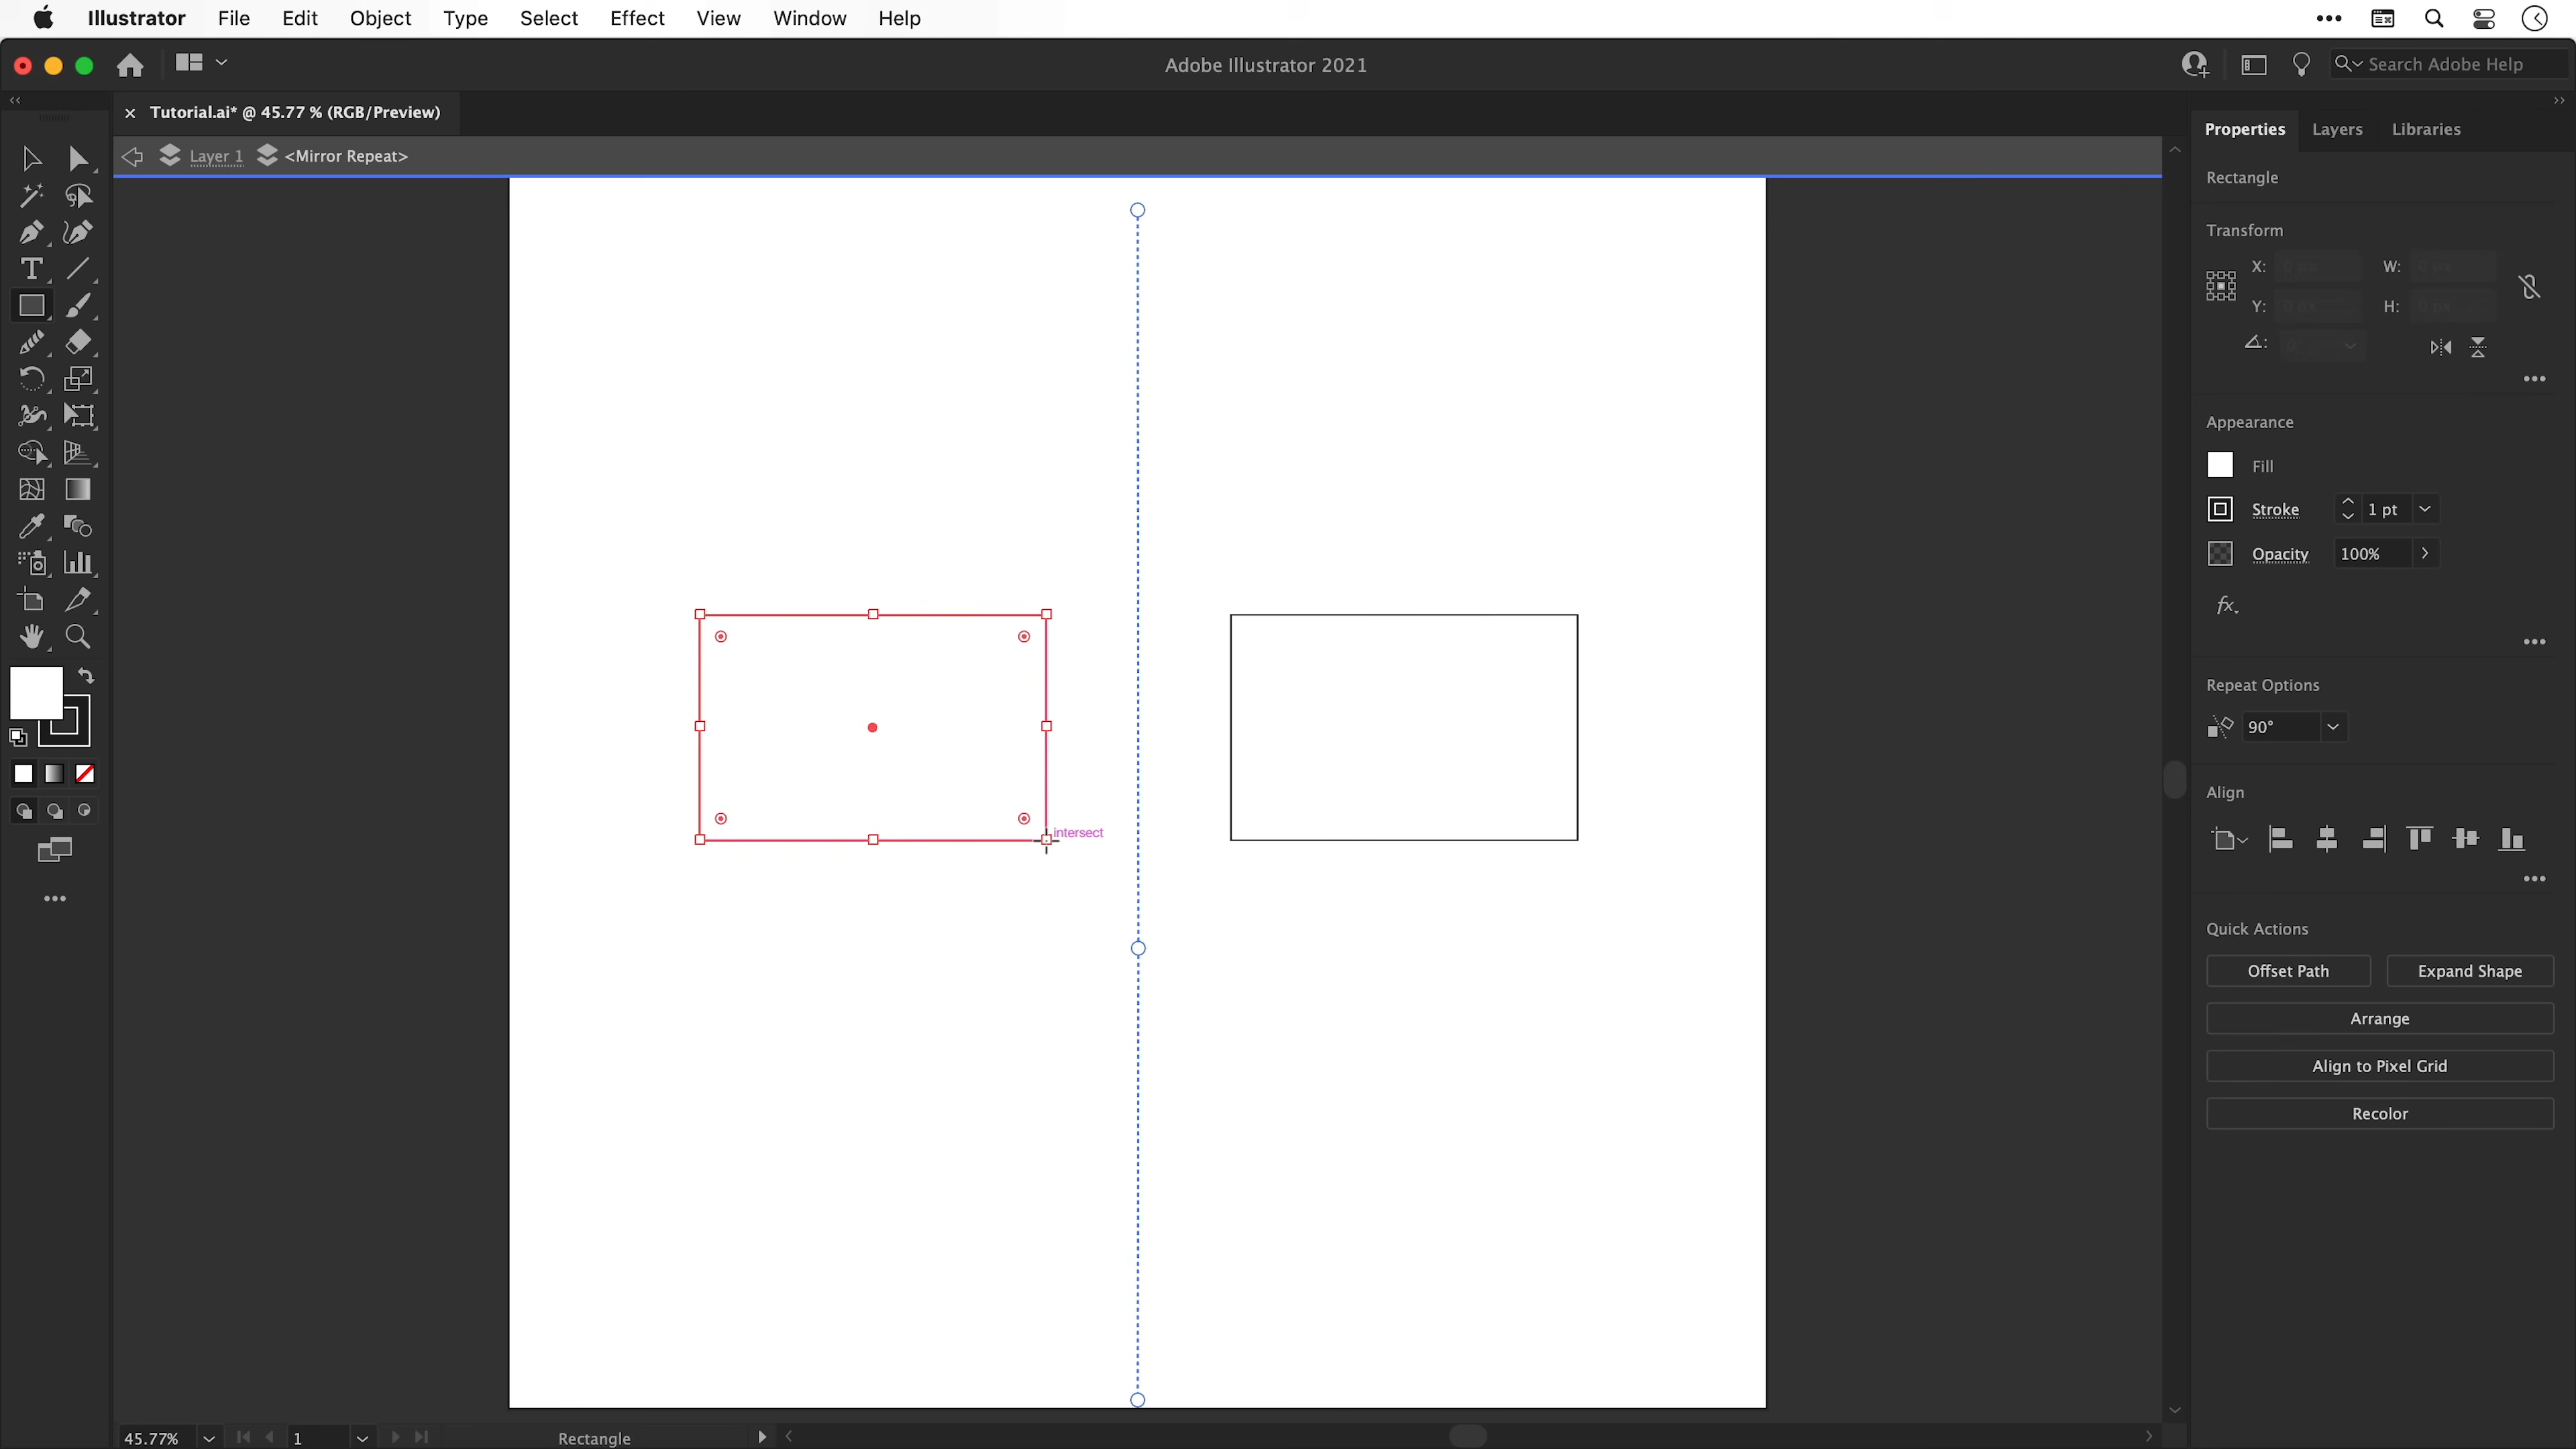 Illustrator File Edit Object Type Select Effect View Window Help
Adobe Illustrator 2021
Search Adobe Help
Tutorial.ai* @ 45.77 % (RGB/Preview)
Layer 1 <Mirror Repeat>
Properties Layers Libraries
Rectangle
Transform
X: W:
Y: H:
Appearance
Fill
Stroke 1 pt
Opacity 100%
fx.
Repeat Options
90°
intersect
Align
Quick Actions
Offset Path Expand Shape
Arrange
Align to Pixel Grid
Recolor
45.77% 1 Rectangle